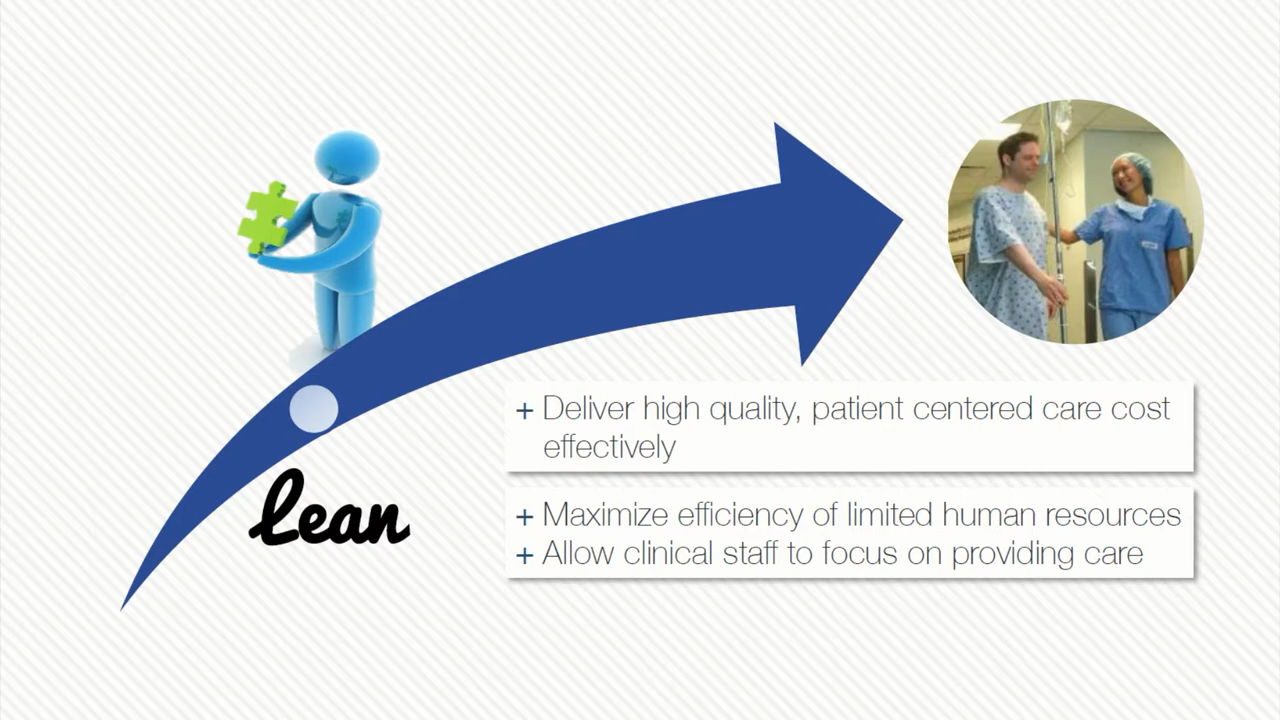 Lean
+ Deliver high quality, patient centered care cost
effectively
+ Maximize efficiency of limited human resources
+ Allow clinical staff to focus on providing care